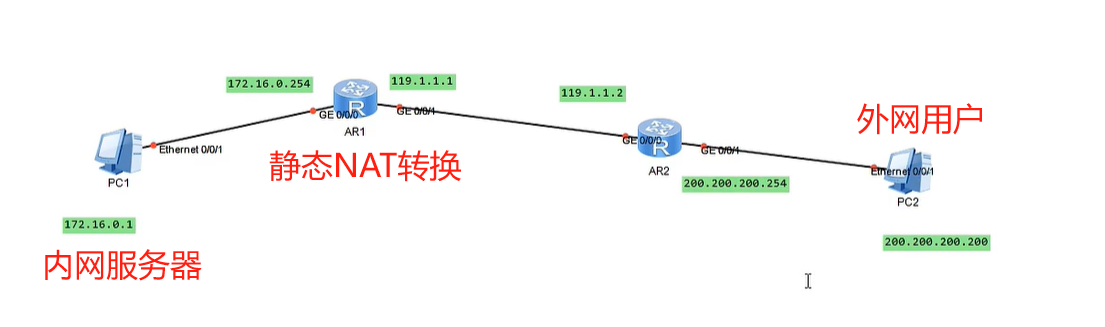 172.16.0.254
119.1.1.1
119.1.1.2
外网用户
GE 0/0/0
GE 0/0/1
R
AR1
Ethernet 0/0/1
静态NAT转换
PC1
GE 0/0/0
R
GE 0/0/1
AR2
Ethernet 0/0/1
200.200.200.254
PC2
172.16.0.1
200.200.200.200
内网服务器